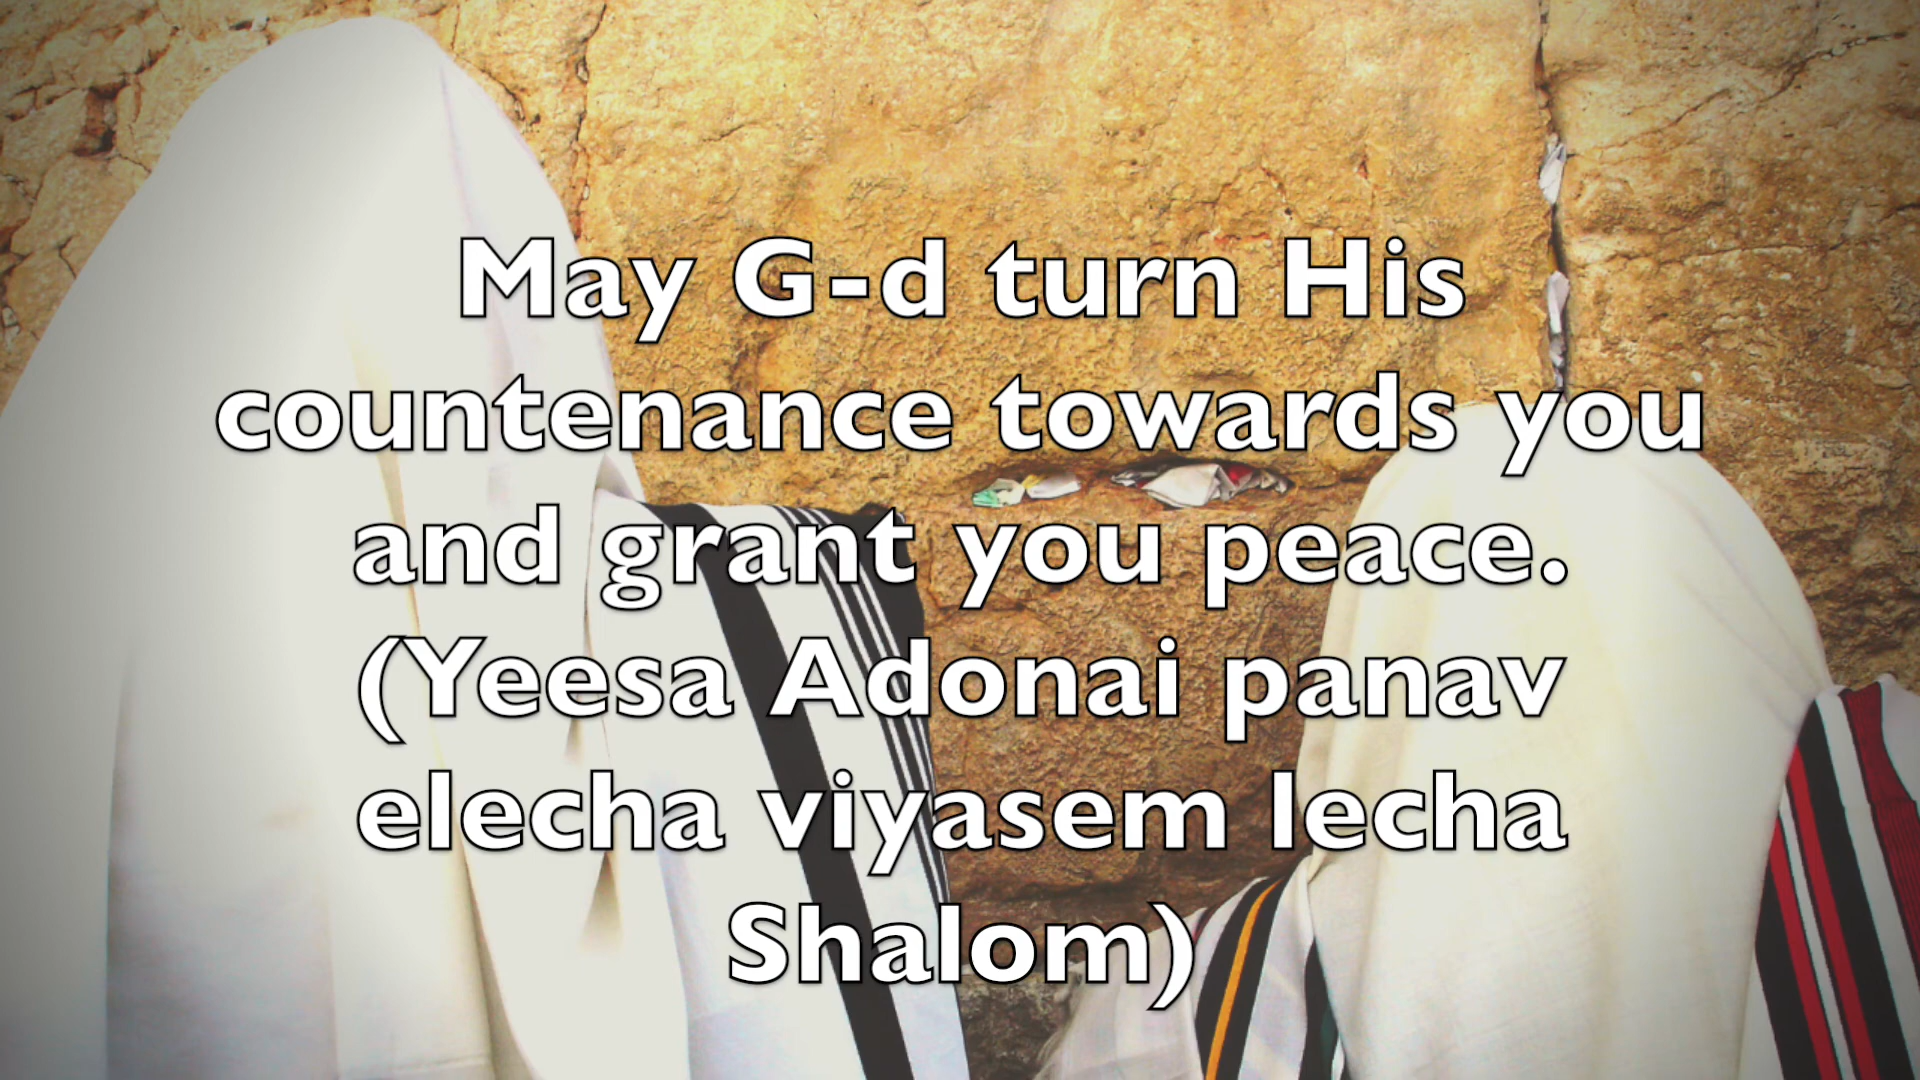 May G-d turn His
countenance towards you
and grant you peace.
(Yeesa Adonai panav
elecha viyasem lecha
Shalom)